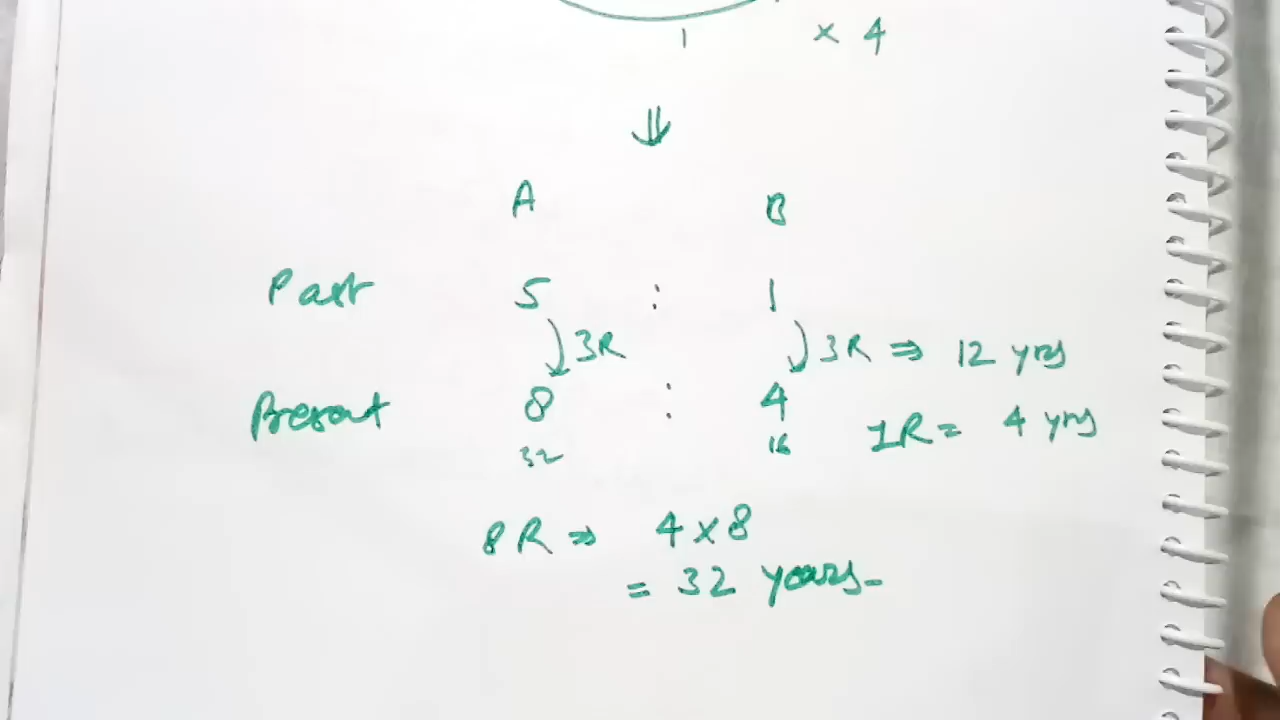 1 × 4
⇓
A B
Past 5 : 1
3R 3R ⇒ 12 yrs
Present 8 : 4
1R = 4 yrs
32 16
8R ⇒ 4 × 8
= 32 years.